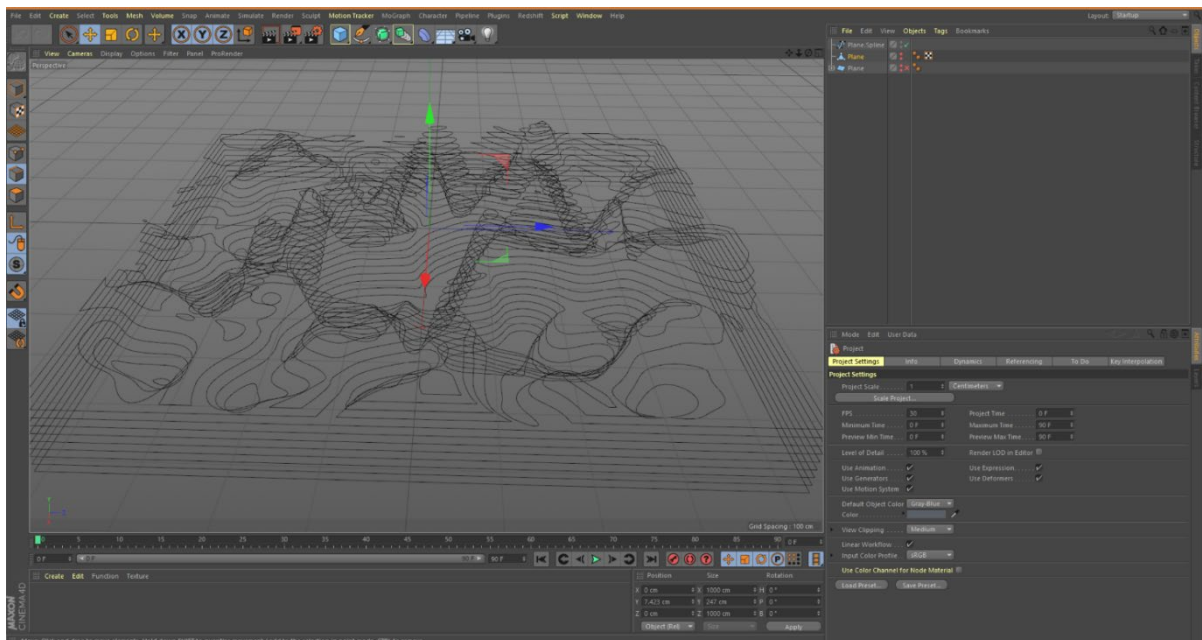 File Edit Create Select Tools Mesh Volume Snap Animate Simulate Render Sculpt Motion Tracker MoGraph Character Pipeline Plugins Redshift Script Window Help
Layout: Startup
X Y Z
View Cameras Display Options Filter Panel ProRender
Perspective
File Edit View Objects Tags Bookmarks
Plane.Spline
Plane
Plane
Mode Edit User Data
Project
Project Settings Info Dynamics Referencing To Do Key Interpolation
Project Settings
Project Scale 1 Centimeters
Scale Project...
FPS 30 Project Time 0 F
Minimum Time 0 F Maximum Time 90 F
Preview Min Time 0 F Preview Max Time 90 F
Level of Detail 100 % Render LOD in Editor
Use Animation Use Expression
Use Generators Use Deformers
Use Motion System
Default Object Color Gray-Blue
Color
View Clipping Medium
Linear Workflow
Input Color Profile sRGB
Use Color Channel for Node Material
Load Preset... Save Preset...
Grid Spacing : 100 cm
0 5 10 15 20 25 30 35 40 45 50 55 60 65 70 75 80 85 90 0 F
0 F 0 F 90 F 90 F
Create Edit Function Texture
Position Size Rotation
X 0 cm X 1000 cm H 0 °
Y 7.423 cm Y 247 cm P 0 °
Z 0 cm Z 1000 cm B 0 °
Object (Rel) Size Apply
MAXON
CINEMA 4D